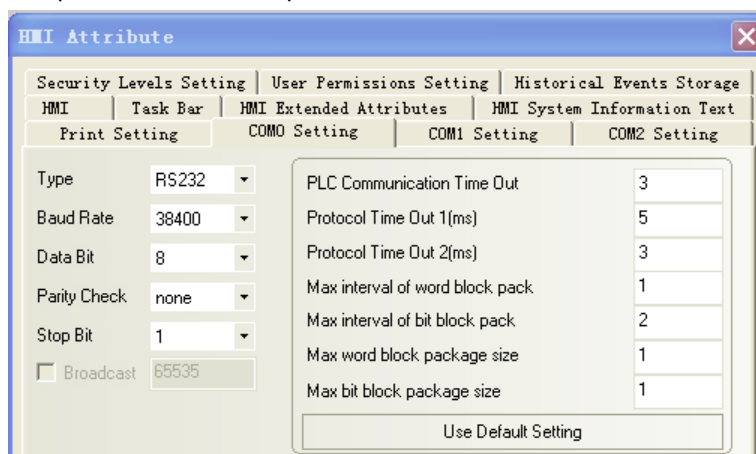 HMI Attribute
Security Levels Setting User Permissions Setting Historical Events Storage
HMI Task Bar HMI Extended Attributes HMI System Information Text
Print Setting COM0 Setting COM1 Setting COM2 Setting
Type RS232
Baud Rate 38400
Data Bit 8
Parity Check none
Stop Bit 1
Broadcast 65535
PLC Communication Time Out 3
Protocol Time Out 1(ms) 5
Protocol Time Out 2(ms) 3
Max interval of word block pack 1
Max interval of bit block pack 2
Max word block package size 1
Max bit block package size 1
Use Default Setting